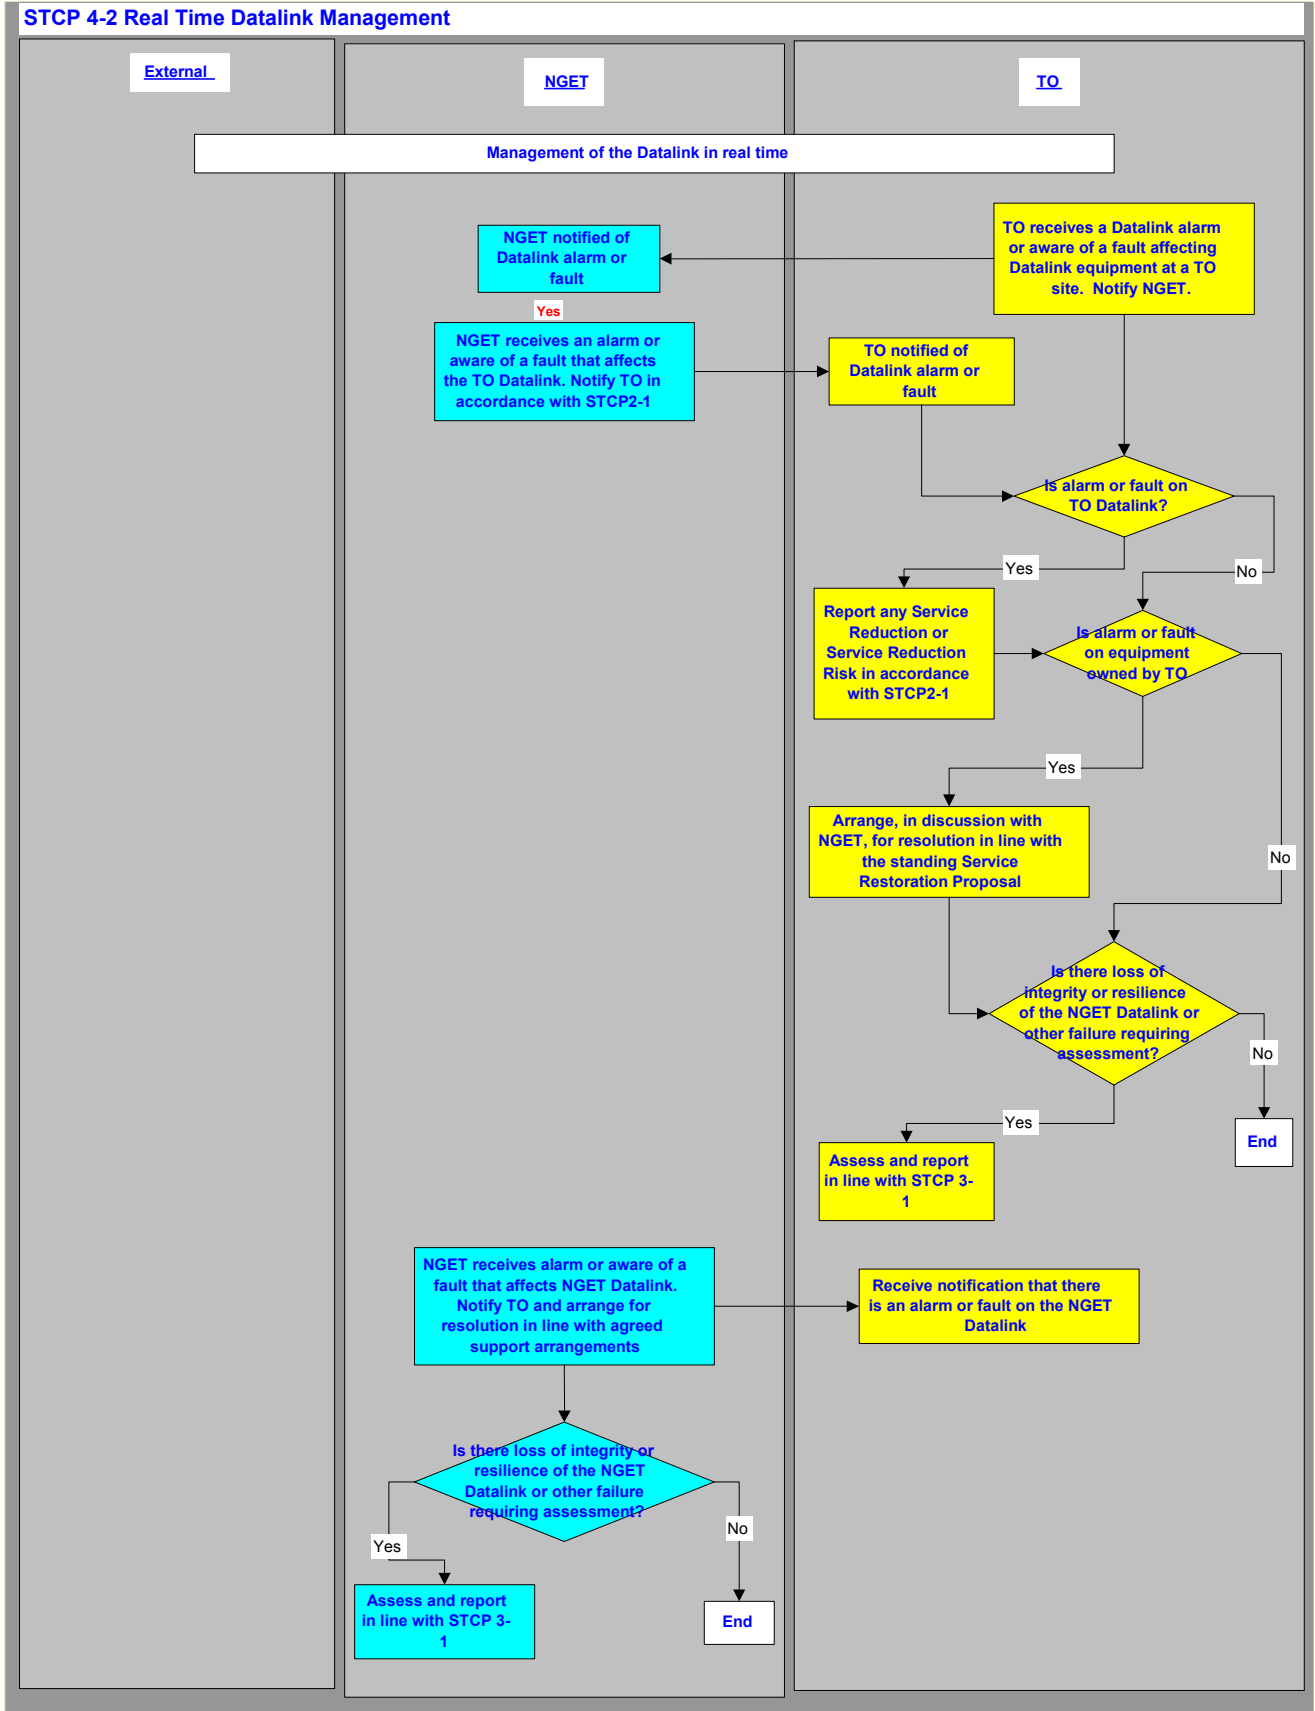 STCP 4-2 Real Time Datalink Management
External
NGET
TO
Management of the Datalink in real time
TO receives a Datalink alarm
or aware of a fault affecting
Datalink equipment at a TO
site.  Notify NGET.
NGET notified of
Datalink alarm or
fault
Yes
NGET receives an alarm or
aware of a fault that affects
the TO Datalink. Notify TO in
accordance with STCP2-1
TO notified of
Datalink alarm or
fault
Is alarm or fault on
TO Datalink?
Yes
No
Report any Service
Reduction or
Service Reduction
Risk in accordance
with STCP2-1
Is alarm or fault
on equipment
owned by TO
Yes
Arrange, in discussion with
NGET, for resolution in line with
the standing Service
Restoration Proposal
No
Is there loss of
integrity or resilience
of the NGET Datalink or
other failure requiring
assessment?
No
Yes
End
Assess and report
in line with STCP 3-
1
NGET receives alarm or aware of a
fault that affects NGET Datalink.
Notify TO and arrange for
resolution in line with agreed
support arrangements
Receive notification that there
is an alarm or fault on the NGET
Datalink
Is there loss of integrity or
resilience of the NGET
Datalink or other failure
requiring assessment?
No
Yes
Assess and report
in line with STCP 3-
1
End